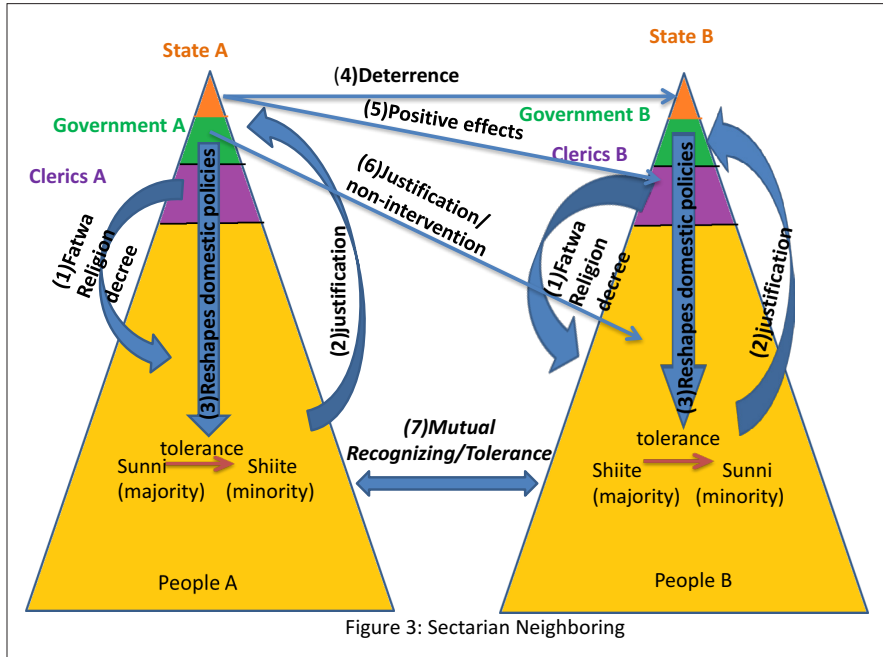 State A
State B
(4)Deterrence
Government A
(5)Positive effects
Government B
Clerics A
Clerics B
(6)Justification/
non-intervention
(1)Fatwa
Religion
decree
(3)Reshapes domestic policies
(2)justification
(1)Fatwa
Religion
decree
(3)Reshapes domestic policies
(2)justification
tolerance
Sunni
(majority)
Shiite
(minority)
(7)Mutual
Recognizing/Tolerance
tolerance
Shiite
(majority)
Sunni
(minority)
People A
People B
Figure 3: Sectarian Neighboring